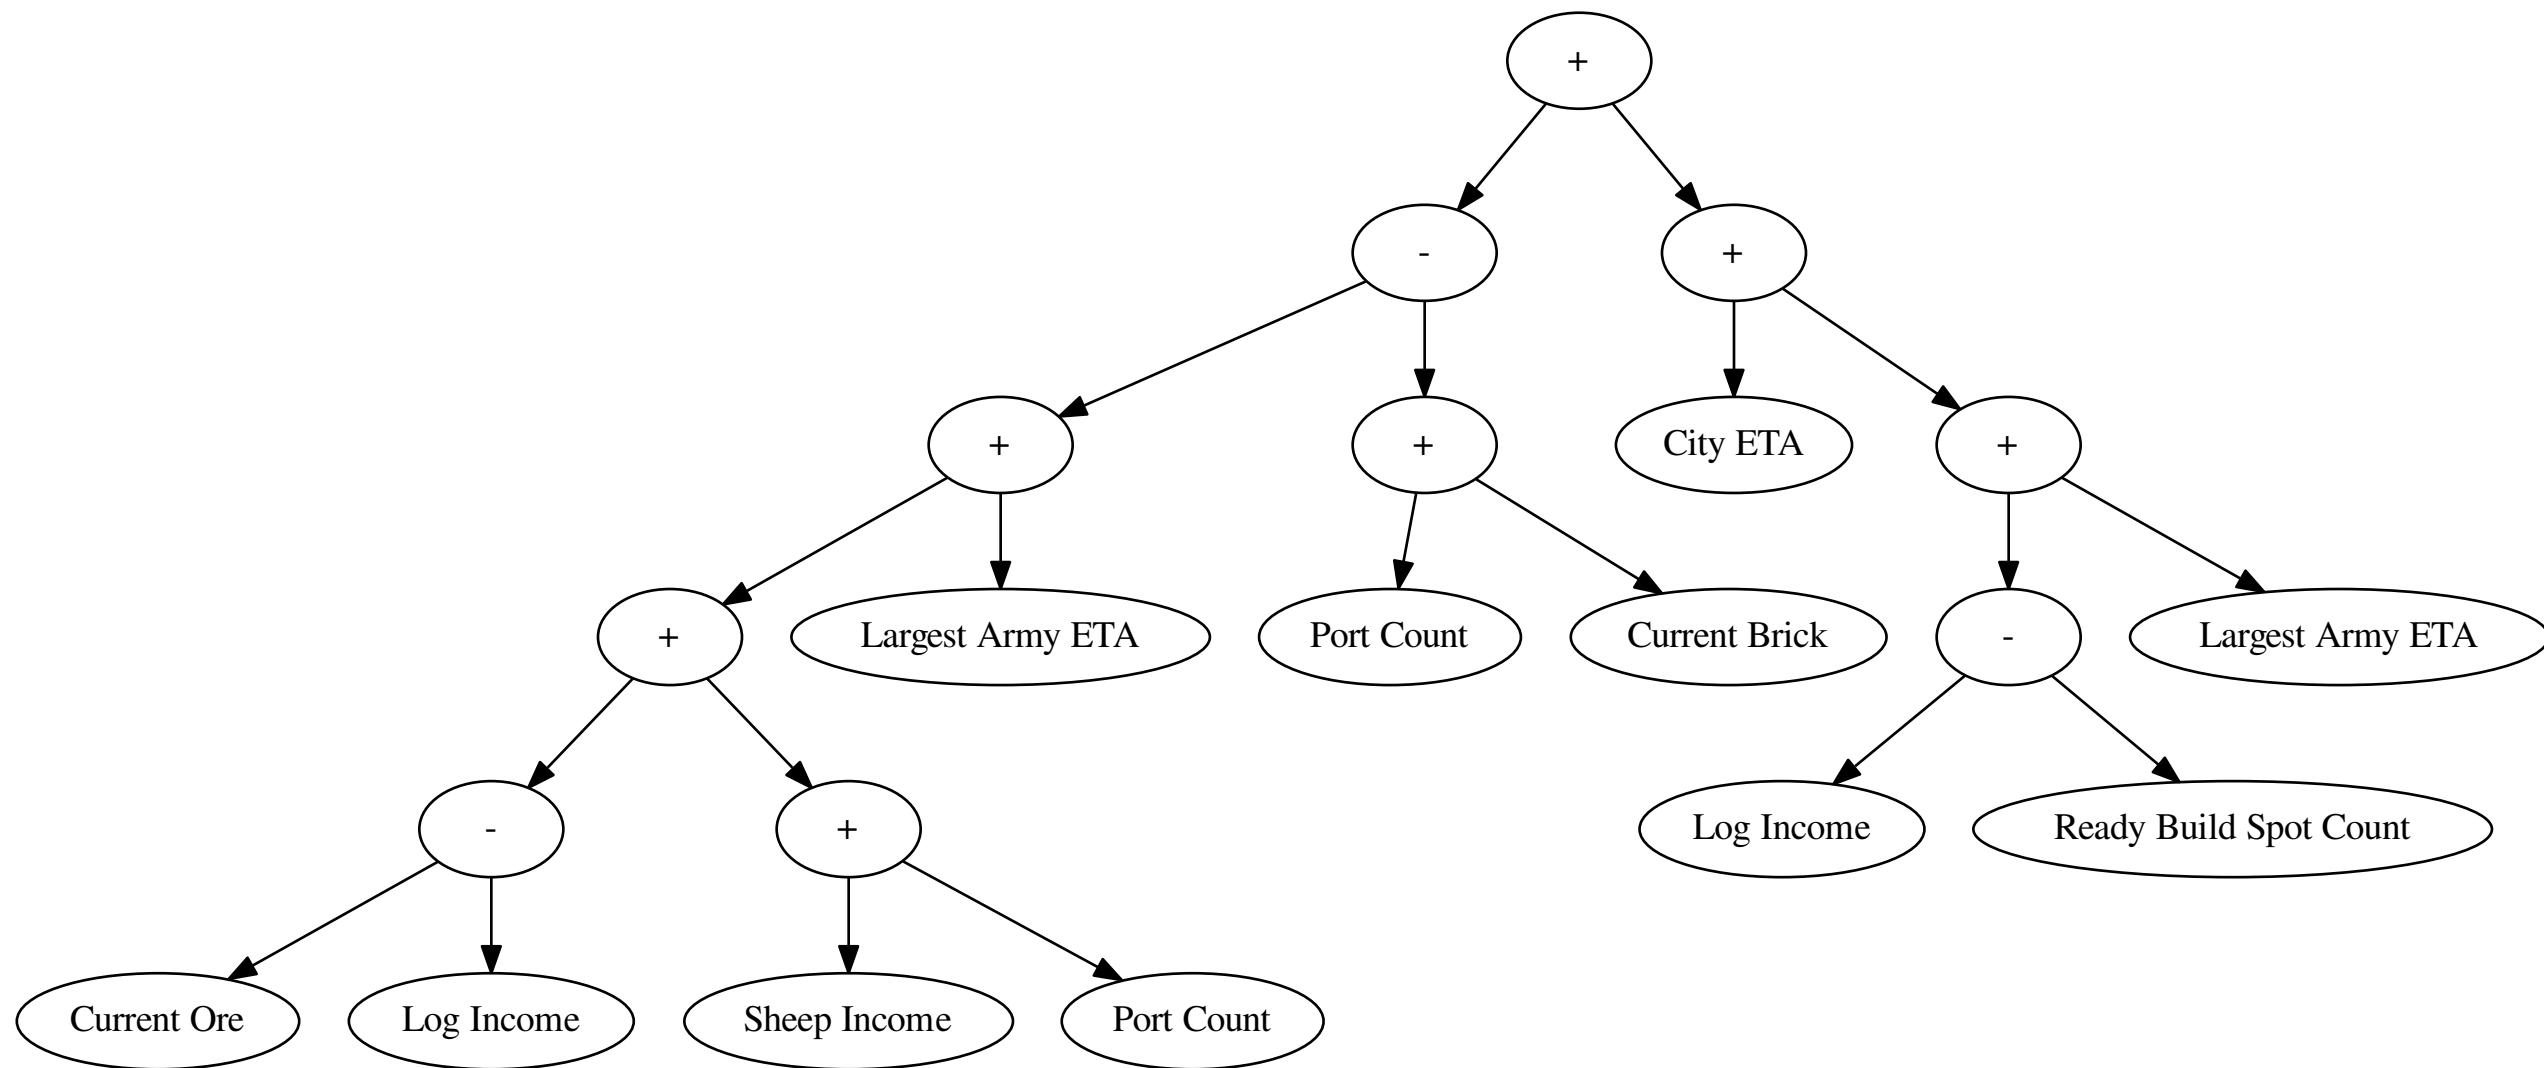 +
-
+
+
+
City ETA
+
+
Largest Army ETA
Port Count
Current Brick
-
Largest Army ETA
-
+
Log Income
Ready Build Spot Count
Current Ore
Log Income
Sheep Income
Port Count